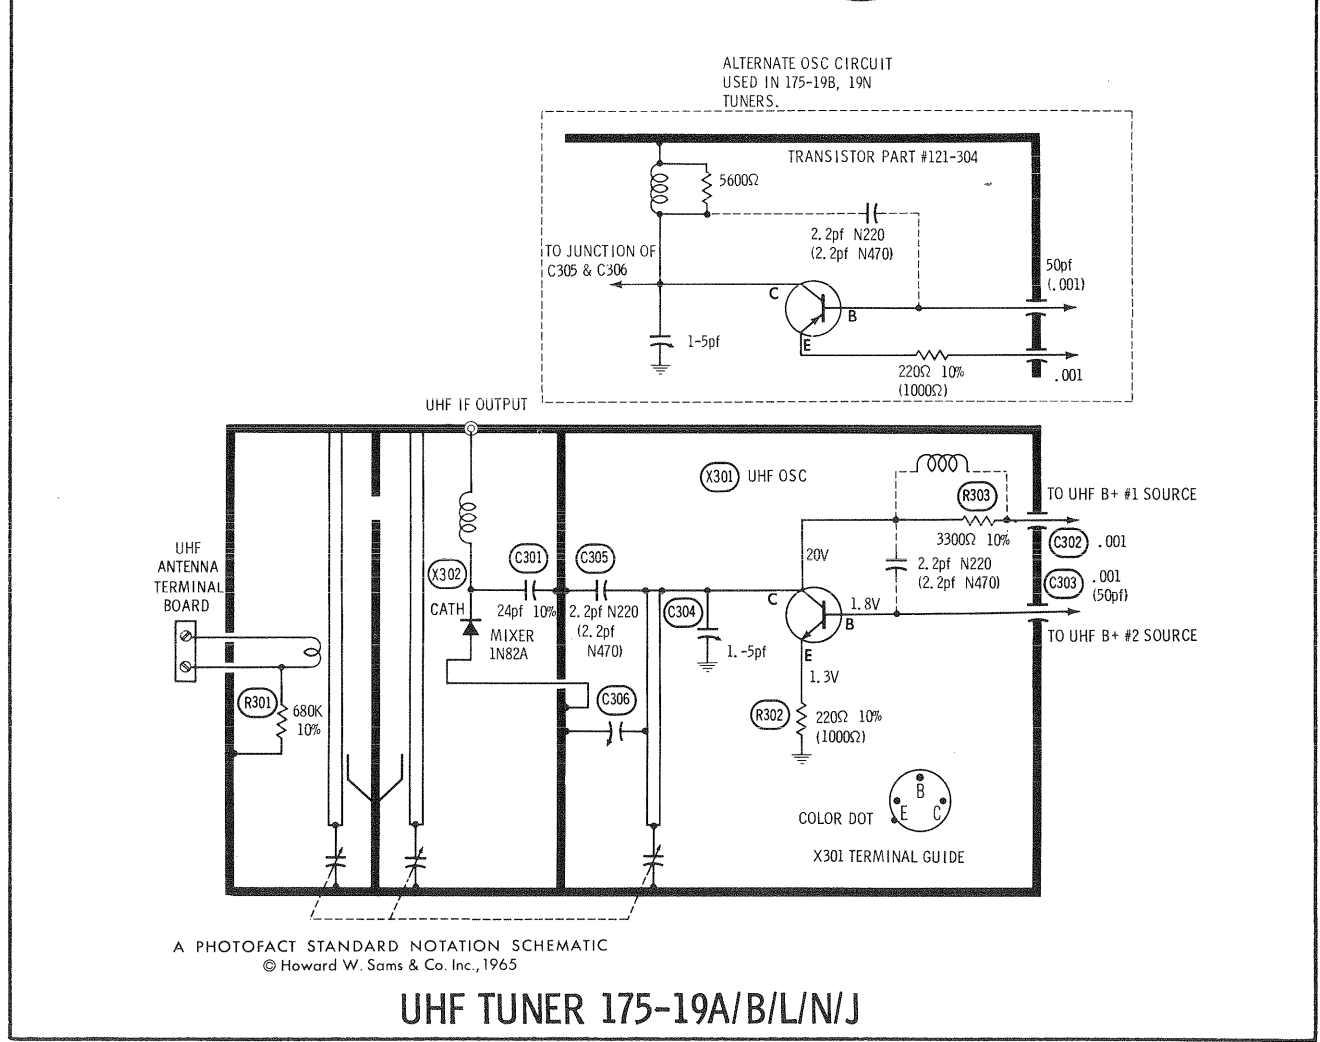 ALTERNATE OSC CIRCUIT
USED IN 175-19B, 19N
TUNERS.
TRANSISTOR PART #121-304
5600Ω
2.2pf N220
(2.2pf N470)
TO JUNCTION OF
C305 & C306
50pf
(.001)
C
B
E
1-5pf
220Ω 10%
(1000Ω)
.001
UHF IF OUTPUT
X301 UHF OSC
R303
TO UHF B+ #1 SOURCE
3300Ω 10%
C302 .001
UHF
ANTENNA
TERMINAL
BOARD
20V
2.2pf N220
(2.2pf N470)
C303 .001
(50pf)
X302
C301
C305
CATH
24pf 10%
2.2pf N220
(2.2pf
N470)
C304
C
1.8V
B
TO UHF B+ #2 SOURCE
MIXER
1N82A
1.-5pf
E
1.3V
R301
680K
10%
C306
R302
220Ω 10%
(1000Ω)
B
E
C
COLOR DOT
X301 TERMINAL GUIDE
A PHOTOFACT STANDARD NOTATION SCHEMATIC
© Howard W. Sams & Co. Inc., 1965
UHF TUNER 175-19A/B/L/N/J